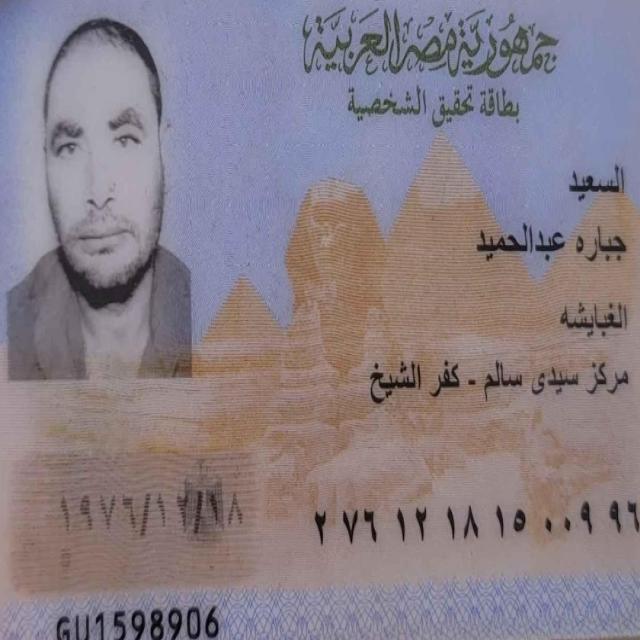 جمهورية مصر العربية
بطاقة تحقيق الشخصية
السعيد
جباره عبدالحميد
الغبايشه
مركز سيدى سالم - كفر الشيخ
٢ ٧٦ ١٢ ١٨ ١٥ ٠٠٩ ٩٦
١٩٧٦/١٢/١٨
GU1598906